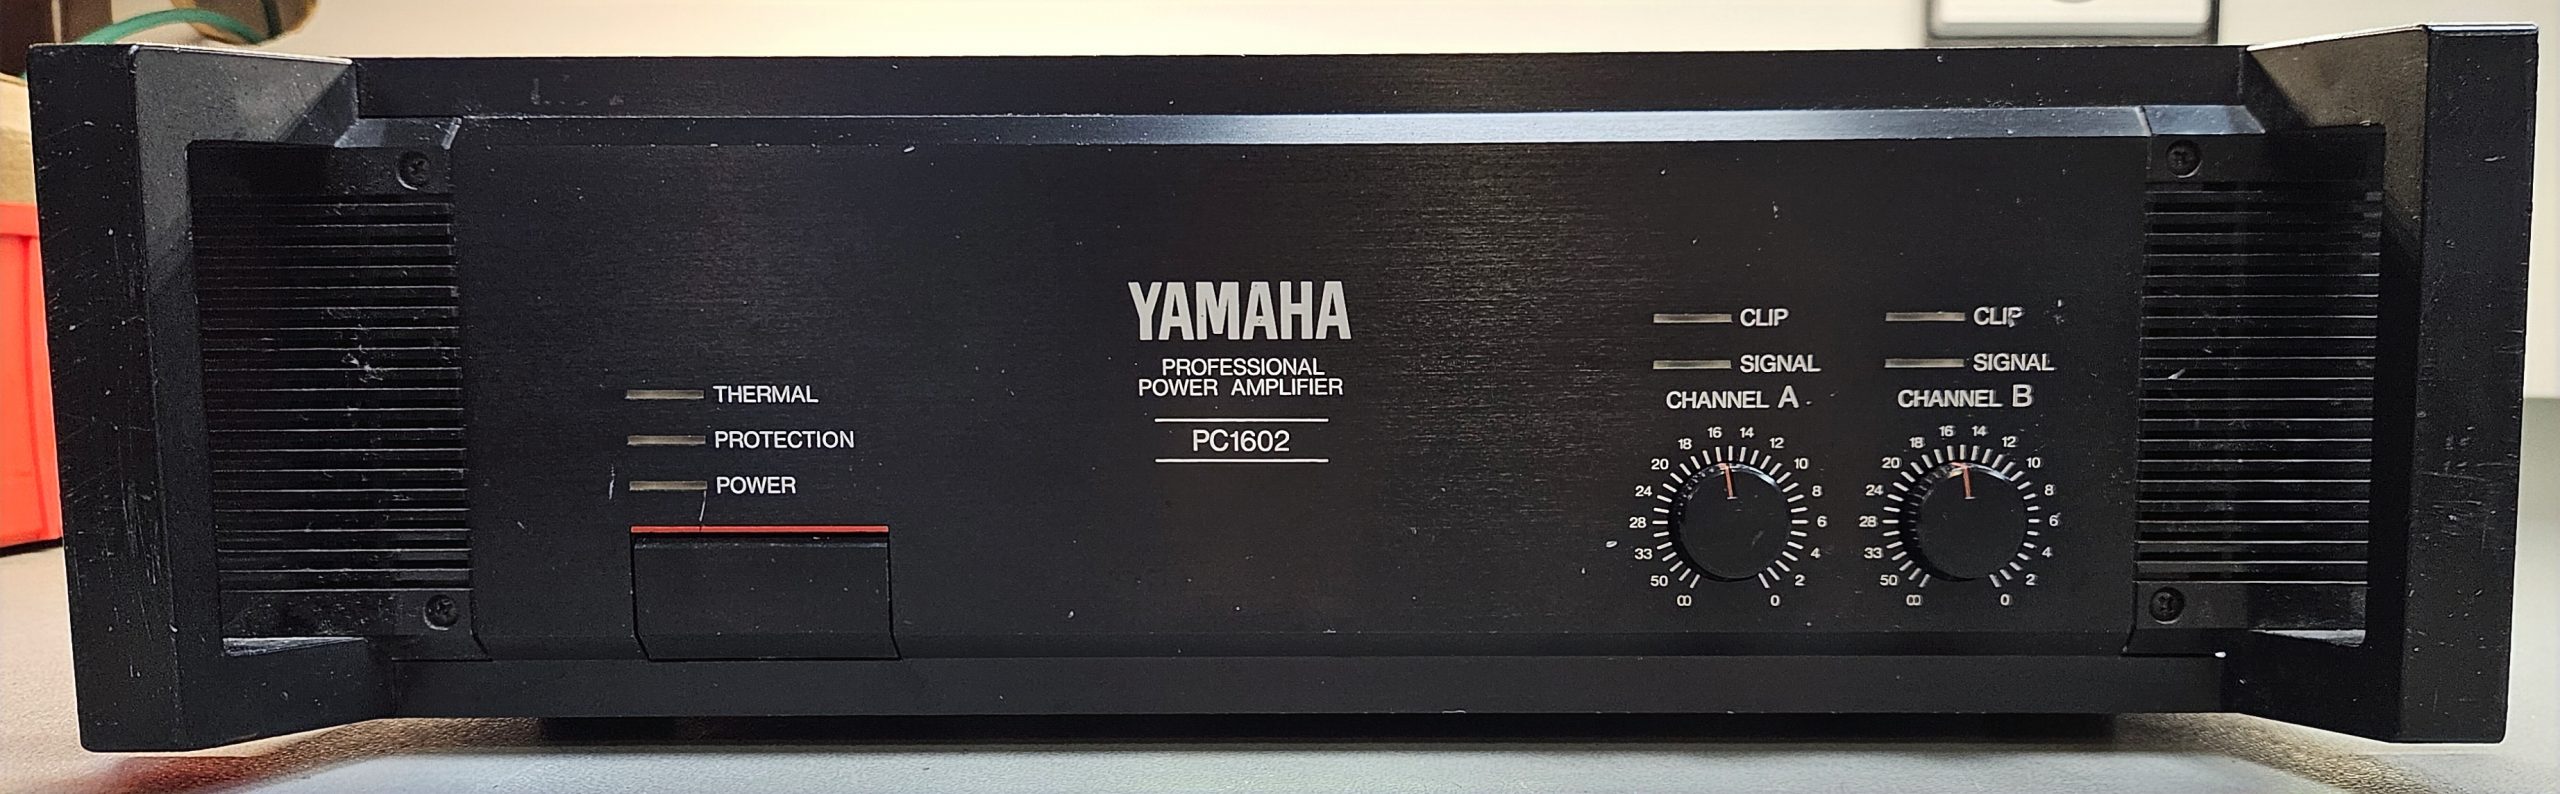 YAMAHA
PROFESSIONAL
POWER AMPLIFIER
PC1602
THERMAL
PROTECTION
POWER
CLIP
SIGNAL
CHANNEL A
∞ 50 33 28 24 20 18 16 14 12 10 8 6 4 2 0
CLIP
SIGNAL
CHANNEL B
∞ 50 33 28 24 20 18 16 14 12 10 8 6 4 2 0